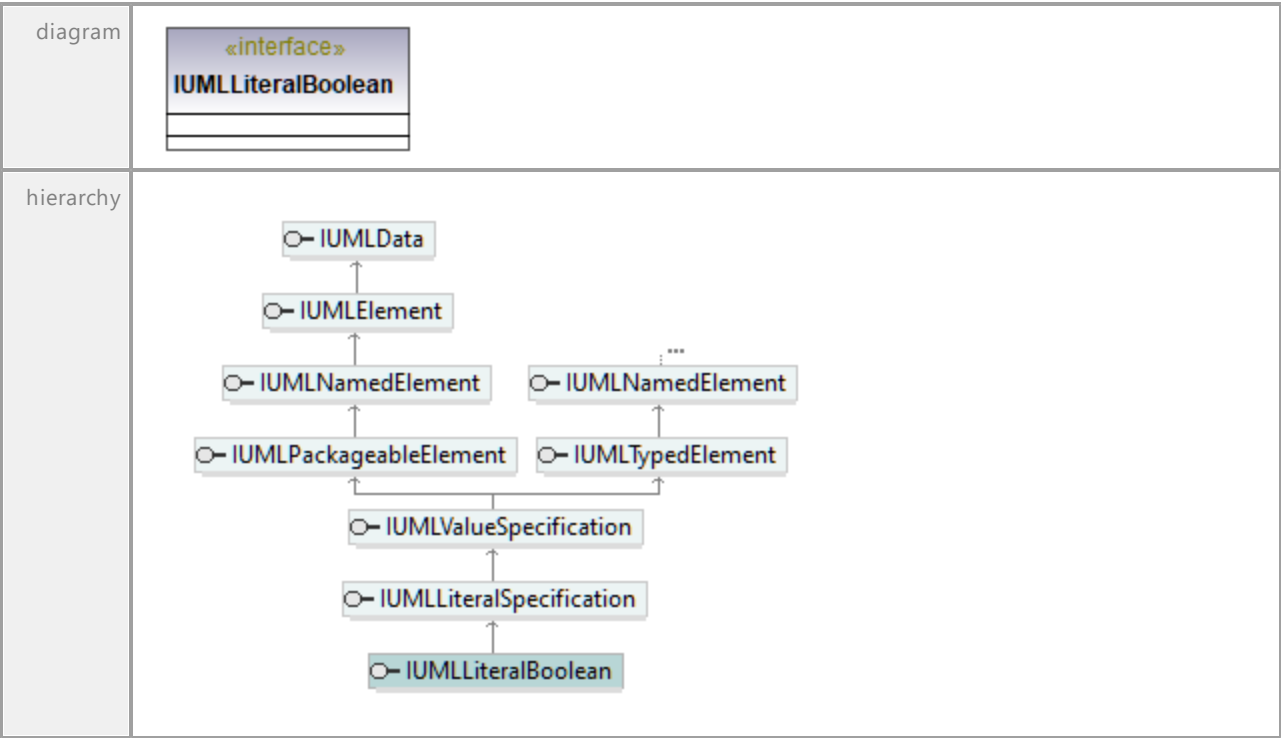 diagram
«interface»
IUMLLiteralBoolean
hierarchy
IUMLData
IUMLElement
...
IUMLNamedElement IUMLNamedElement
IUMLPackageableElement IUMLTypedElement
IUMLValueSpecification
IUMLLiteralSpecification
IUMLLiteralBoolean